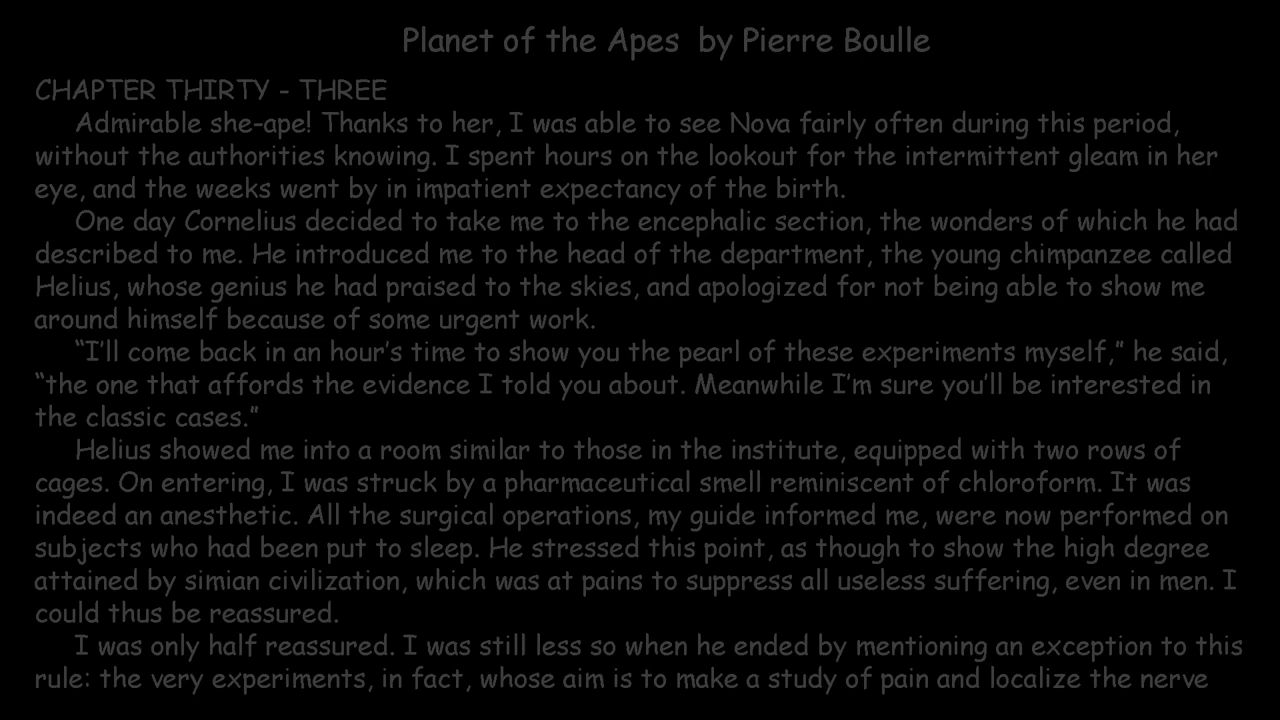 Planet of the Apes by Pierre Boulle
CHAPTER THIRTY - THREE
Admirable she-ape! Thanks to her, I was able to see Nova fairly often during this period,
without the authorities knowing. I spent hours on the lookout for the intermittent gleam in her
eye, and the weeks went by in impatient expectancy of the birth.
One day Cornelius decided to take me to the encephalic section, the wonders of which he had
described to me. He introduced me to the head of the department, the young chimpanzee called
Helius, whose genius he had praised to the skies, and apologized for not being able to show me
around himself because of some urgent work.
“I’ll come back in an hour’s time to show you the pearl of these experiments myself,” he said,
“the one that affords the evidence I told you about. Meanwhile I’m sure you’ll be interested in
the classic cases.”
Helius showed me into a room similar to those in the institute, equipped with two rows of
cages. On entering, I was struck by a pharmaceutical smell reminiscent of chloroform. It was
indeed an anesthetic. All the surgical operations, my guide informed me, were now performed on
subjects who had been put to sleep. He stressed this point, as though to show the high degree
attained by simian civilization, which was at pains to suppress all useless suffering, even in men. I
could thus be reassured.
I was only half reassured. I was still less so when he ended by mentioning an exception to this
rule: the very experiments, in fact, whose aim is to make a study of pain and localize the nerve